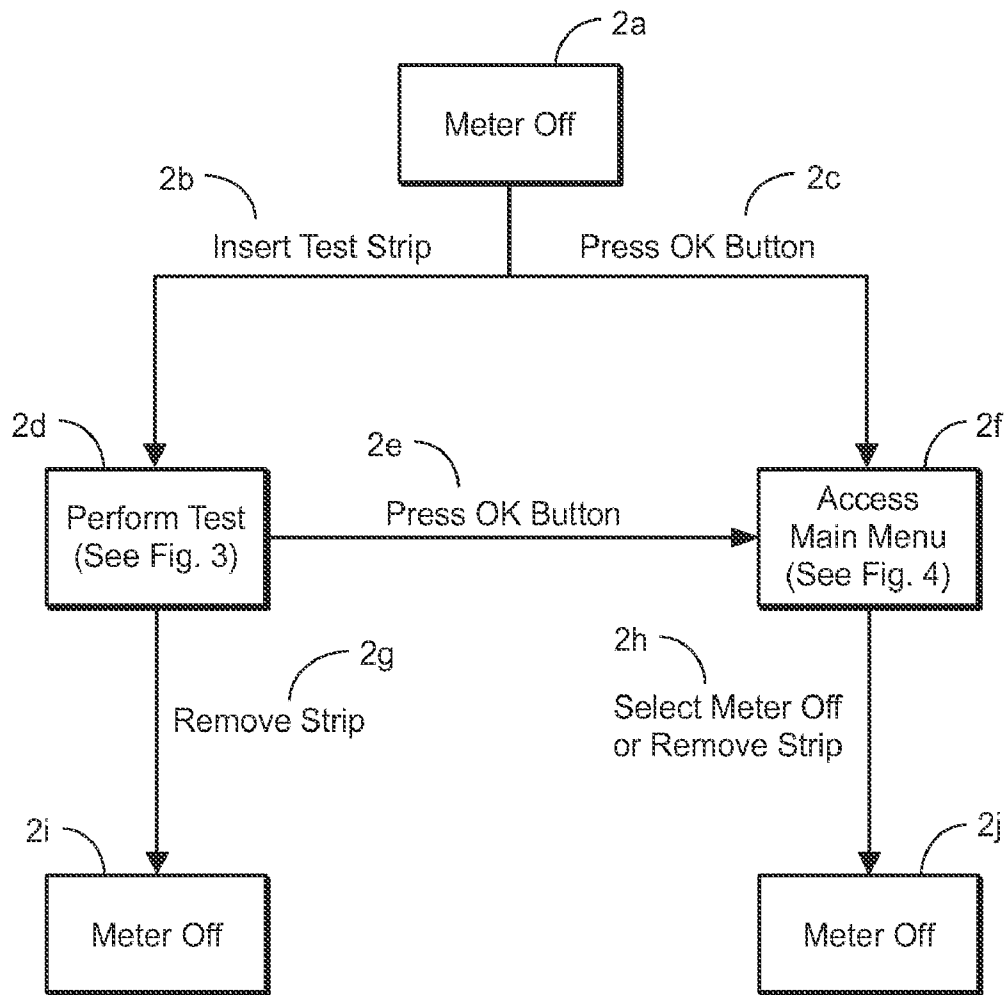 2a
Meter Off
2b
2c
Insert Test Strip
Press OK Button
2d
2e
2f
Perform Test
(See Fig. 3)
Press OK Button
Access
Main Menu
(See Fig. 4)
2g
Remove Strip
2h
Select Meter Off
or Remove Strip
2i
Meter Off
2j
Meter Off